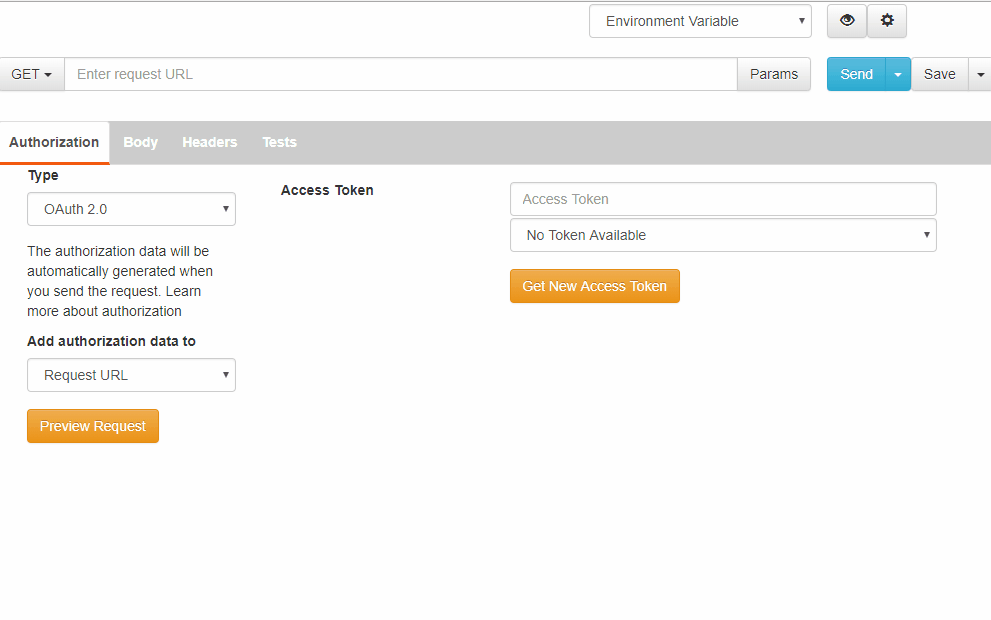 Environment Variable
GET Enter request URL Params Send Save
Authorization Body Headers Tests
Type
OAuth 2.0
The authorization data will be
automatically generated when
you send the request. Learn
more about authorization
Add authorization data to
Request URL
Preview Request
Access Token
Access Token
No Token Available
Get New Access Token